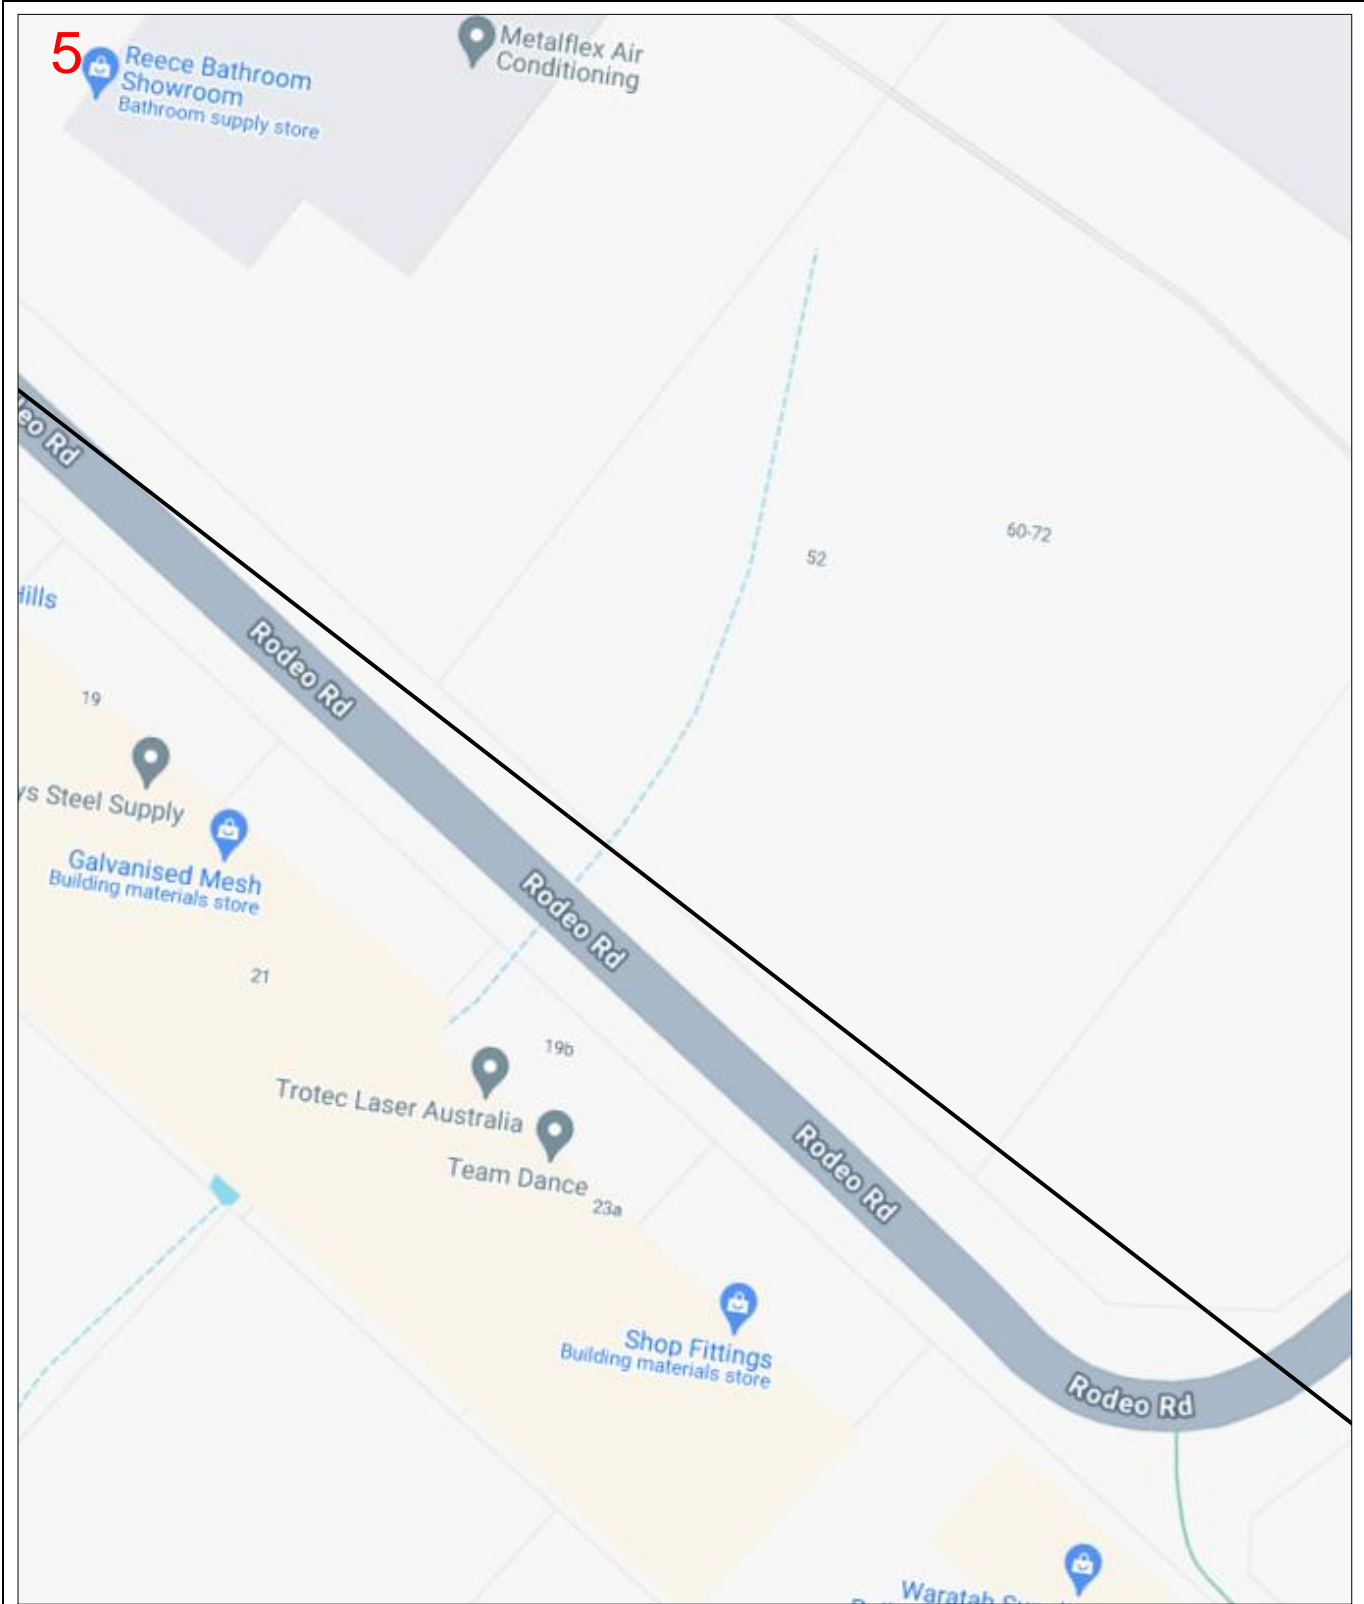 5
Reece Bathroom
Showroom
Bathroom supply store
Metalflex Air
Conditioning
Rd
60-72
52
Rodeo Rd
19
Steel Supply
Galvanised Mesh
Building materials store
Rodeo Rd
21
19b
Trotec Laser Australia
Team Dance
23a
Rodeo Rd
Shop Fittings
Building materials store
Rodeo Rd
Waratah